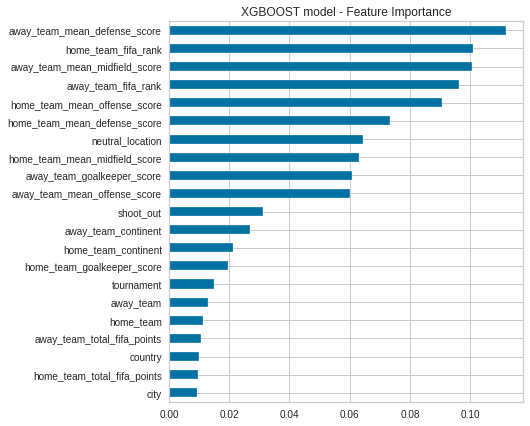 XGBOOST model - Feature Importance
away_team_mean_defense_score
home_team_fifa_rank
away_team_mean_midfield_score
away_team_fifa_rank
home_team_mean_offense_score
home_team_mean_defense_score
neutral_location
home_team_mean_midfield_score
away_team_goalkeeper_score
away_team_mean_offense_score
shoot_out
away_team_continent
home_team_continent
home_team_goalkeeper_score
tournament
away_team
home_team
away_team_total_fifa_points
country
home_team_total_fifa_points
city
0.00 0.02 0.04 0.06 0.08 0.10